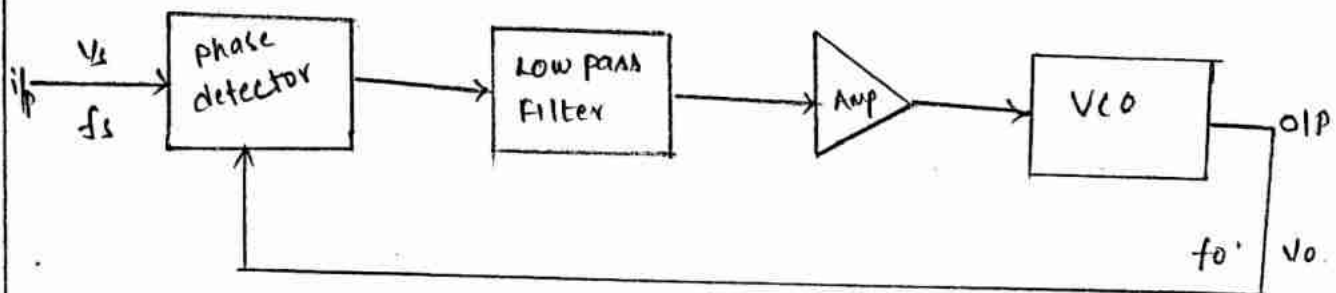 i/p
Vs
fs
phase
detector
Low pass
Filter
Amp
VCO
O/P
fo
Vo